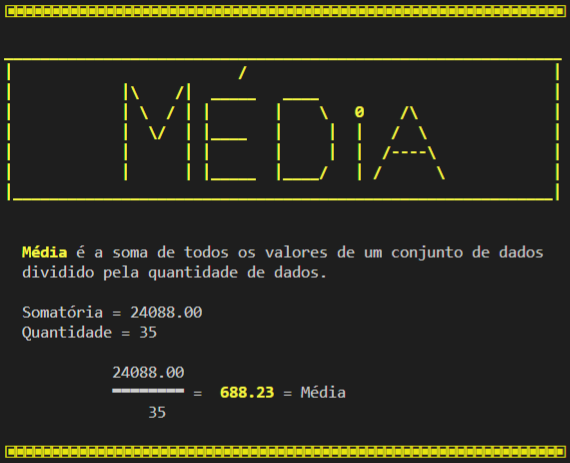 MÉDiA
Média é a soma de todos os valores de um conjunto de dados
dividido pela quantidade de dados.
Somatória = 24088.00
Quantidade = 35
24088.00
= 688.23 = Média
35